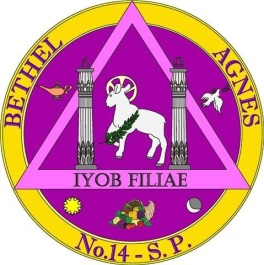 BETHEL AGNES
IYOB FILIAE
No.14 - S. P.